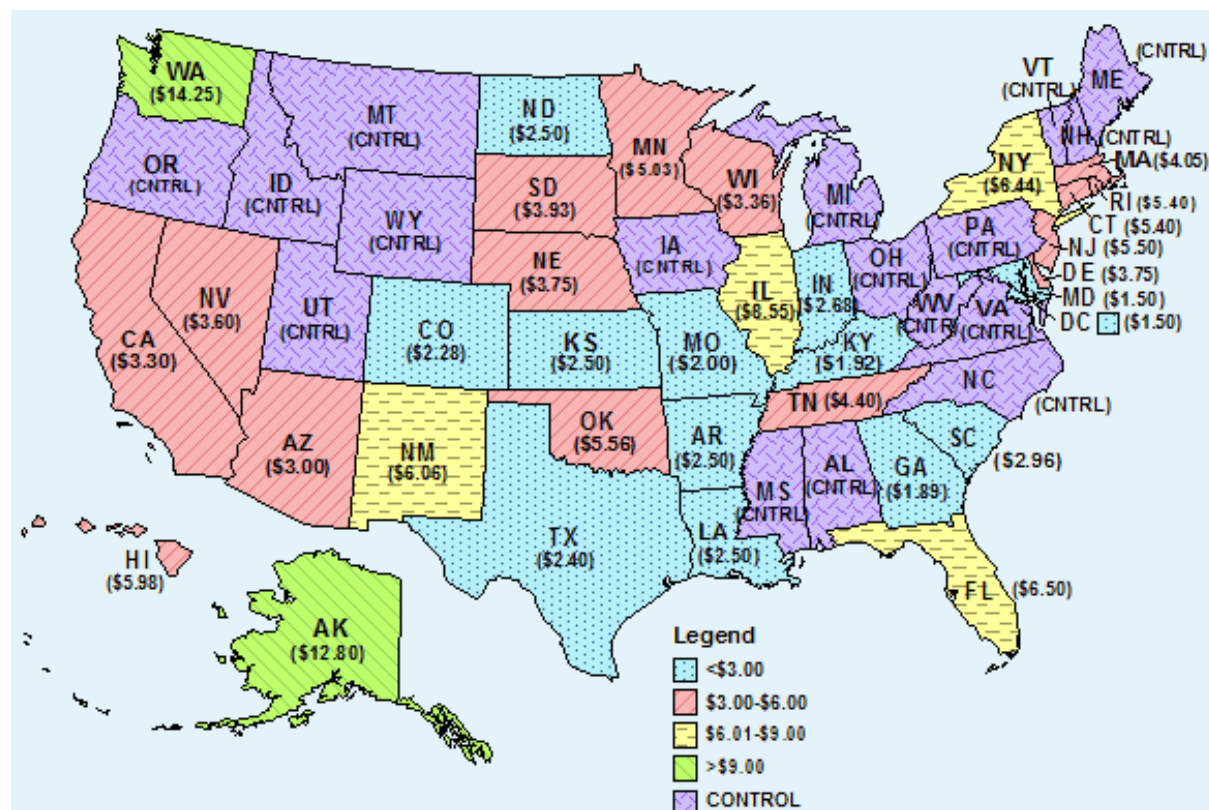 WA
($14.25)
OR
(CNTRL)
CA
($3.30)
NV
($3.60)
ID
(CNTRL)
MT
(CNTRL)
WY
(CNTRL)
UT
(CNTRL)
AZ
($3.00)
CO
($2.28)
NM
($6.06)
ND
($2.50)
SD
($3.93)
NE
($3.75)
KS
($2.50)
OK
($5.56)
TX
($2.40)
MN
($5.03)
IA
(CNTRL)
MO
($2.00)
AR
($2.50)
LA
($2.50)
WI
($3.36)
IL
($8.55)
MI
(CNTRL)
IN
($2.68)
OH
(CNTRL)
KY
($1.92)
TN ($4.40)
MS
(CNTRL)
AL
(CNTRL)
GA
($1.89)
FL
($6.50)
SC
($2.96)
NC
(CNTRL)
WV
(CNTR)
VA
(CNTRL)
PA
(CNTRL)
NY
($6.44)
VT
(CNTRL)
NH
(CNTRL)
ME
(CNTRL)
MA ($4.05)
RI ($5.40)
CT ($5.40)
NJ ($5.50)
DE ($3.75)
MD ($1.50)
DC ($1.50)
HI
($5.98)
AK
($12.80)
Legend
<$3.00
$3.00-$6.00
$6.01-$9.00
>$9.00
CONTROL